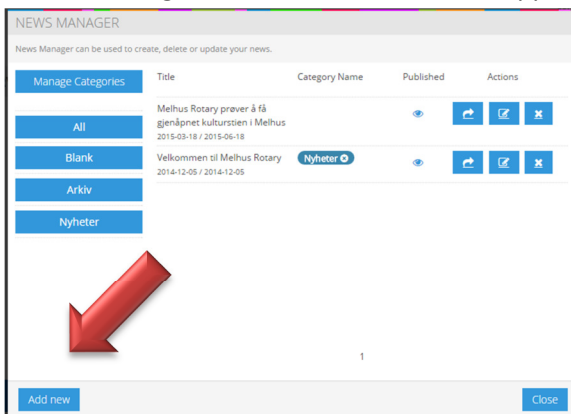 NEWS MANAGER
News Manager can be used to create, delete or update your news.
Manage Categories
All
Blank
Arkiv
Nyheter
Title Category Name Published Actions
Melhus Rotary prøver å få
gjenåpnet kulturstien i Melhus
2015-03-18 / 2015-06-18
Velkommen til Melhus Rotary Nyheter
2014-12-05 / 2014-12-05
1
Add new Close